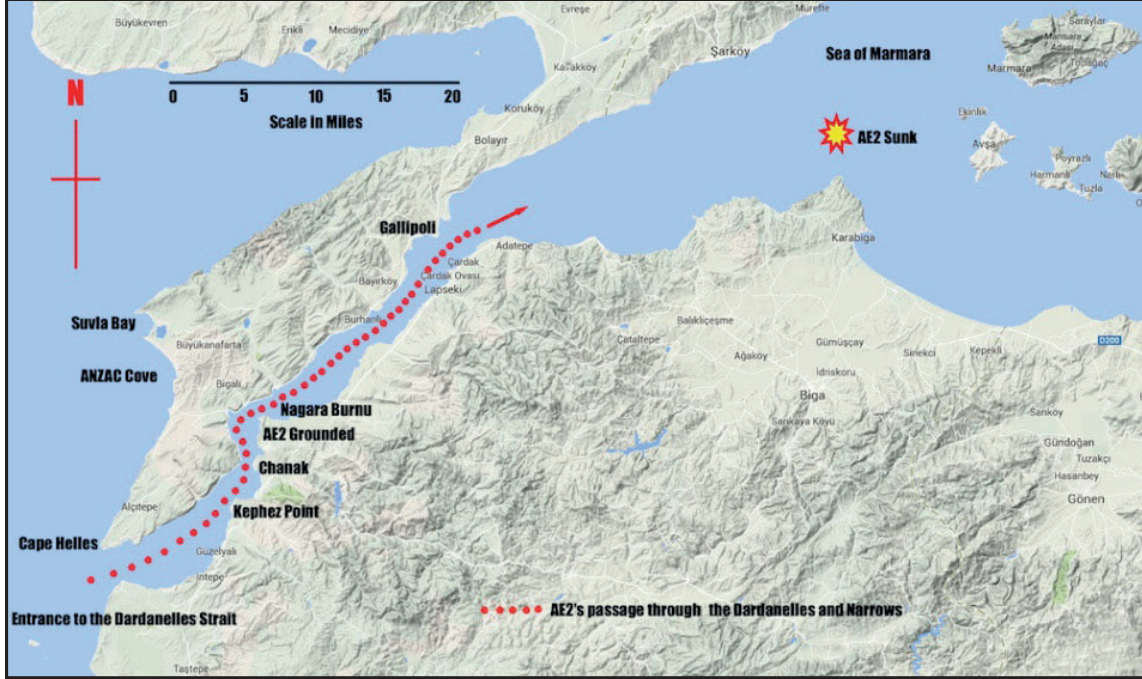 Büyükevren
Erikli
Mecidiye
Evreşe
Mürefte
Kavakköy
Şarköy
Sea of Marmara
Saraylar
Marmara
Adası
Marmara
Topağaç
N
0 5 10 15 20
Scale in Miles
Koruköy
Bolayır
AE2 Sunk
Ekinlik
Avşa
Poyrazlı
Harmanlı
Narlı
Tuzla
Gallipoli
Adatepe
Karabiga
Çardak
Çardak Ovası
Lapseki
Bayırköy
Suvla Bay
Burhanlı
Büyükanafarta
Balıkliçeşme
Çataltepe
Gümüşçay
Ağaköy
Sinekci
Kepekli
D200
ANZAC Cove
Bigalı
Idriskoru
Biga
Nagara Burnu
Sarıkaya Köyü
Sarıköy
AE2 Grounded
Gündoğan
Tuzakçı
Chanak
Hasanbey
Gönen
Alçıtepe
Kephez Point
Cape Helles
Güzelyalı
İntepe
Entrance to the Dardanelles Strait
AE2's passage through the Dardanelles and Narrows
Taştepe